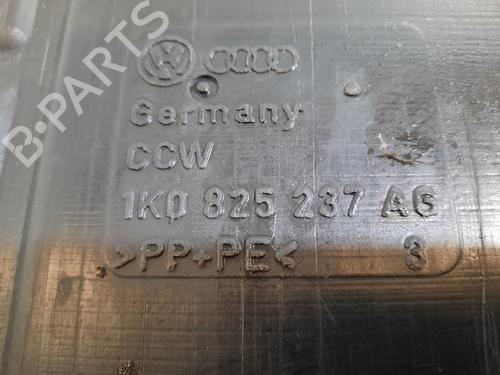 B-PARTS
Germany
CCW
1K0 825 237 AG
>PP+PE< 3